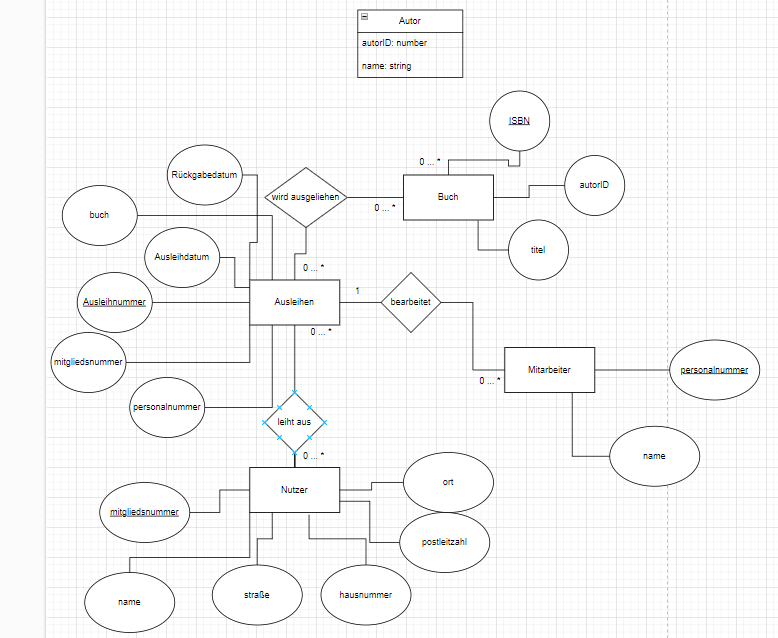 Autor
autorID: number
name: string
ISBN
0 ... *
Rückgabedatum
wird ausgeliehen
Buch
autorID
0 ... *
buch
titel
Ausleihdatum
0 ... *
1
Ausleihnummer
Ausleihen
bearbeitet
0 ... *
mitgliedsnummer
Mitarbeiter
personalnummer
0 ... *
personalnummer
leiht aus
0 ... *
name
ort
Nutzer
mitgliedsnummer
postleitzahl
name
straße
hausnummer